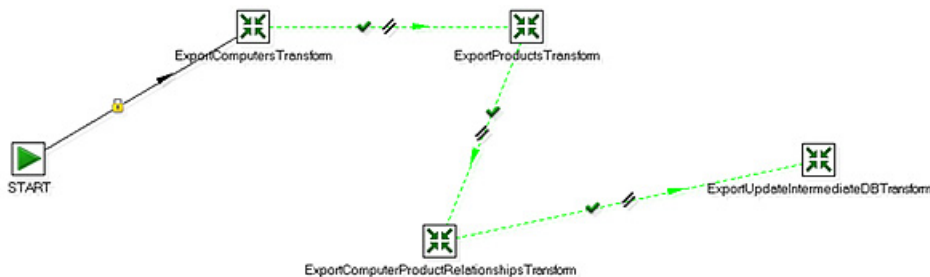 ExportComputersTransform
ExportProductsTransform
START
ExportUpdateIntermediateDBTransform
ExportComputerProductRelationshipsTransform